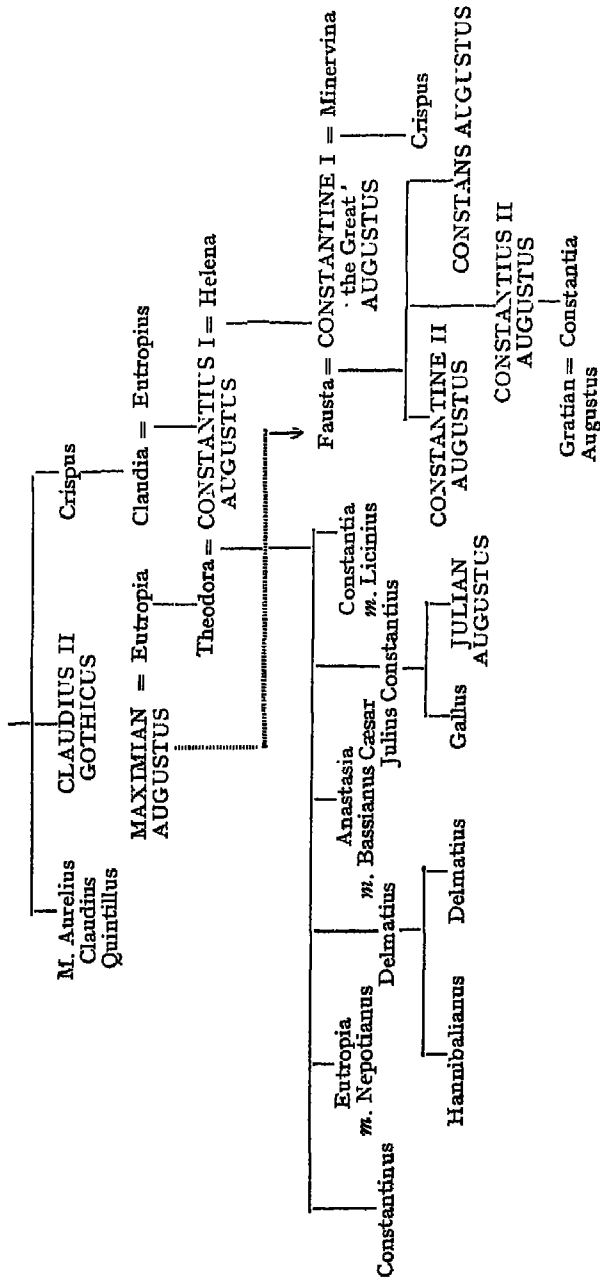 M. Aurelius
Claudius
Quintillus
CLAUDIUS II
GOTHICUS
Crispus
MAXIMIAN = Eutropia
AUGUSTUS
Claudia = Eutropius
Theodora = CONSTANTIUS I = Helena
AUGUSTUS
Fausta = CONSTANTINE I = Minervina
'the Great'
AUGUSTUS
Crispus
Constantinus
Eutropia
m. Nepotianus
Delmatius
Anastasia
m. Bassianus Cæsar
Julius Constantius
Constantia
m. Licinius
Hannibalianus
Delmatius
Gallus
JULIAN
AUGUSTUS
CONSTANTINE II
AUGUSTUS
CONSTANTIUS II
AUGUSTUS
CONSTANS AUGUSTUS
Gratian = Constantia
Augustus